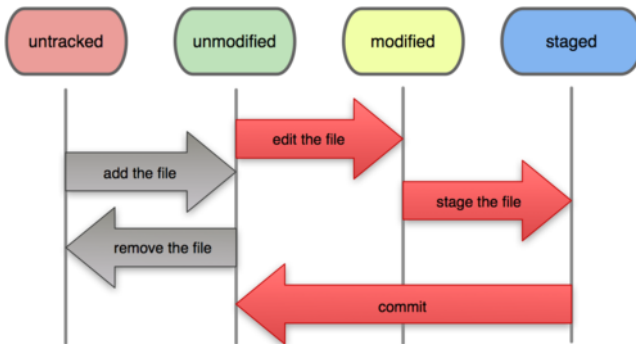 untracked
unmodified
modified
staged
edit the file
add the file
stage the file
remove the file
commit